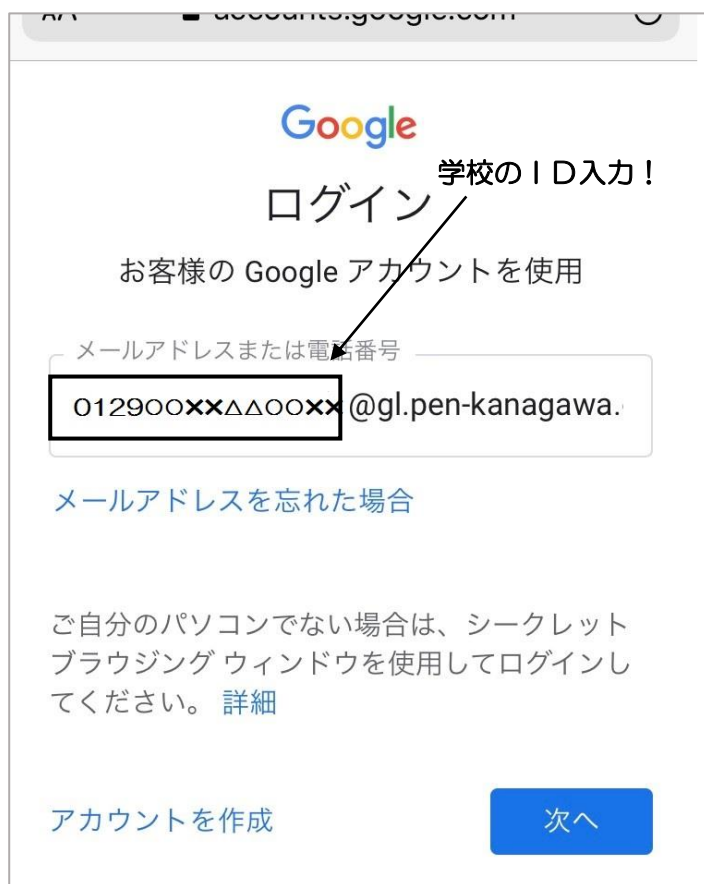 AA accounts.google.com
Google
学校のID入力!
ログイン
お客様の Google アカウントを使用
メールアドレスまたは電話番号
012900××△△○○×× @gl.pen-kanagawa.
メールアドレスを忘れた場合
ご自分のパソコンでない場合は、シークレット
ブラウジング ウィンドウを使用してログインし
てください。 詳細
アカウントを作成
次へ